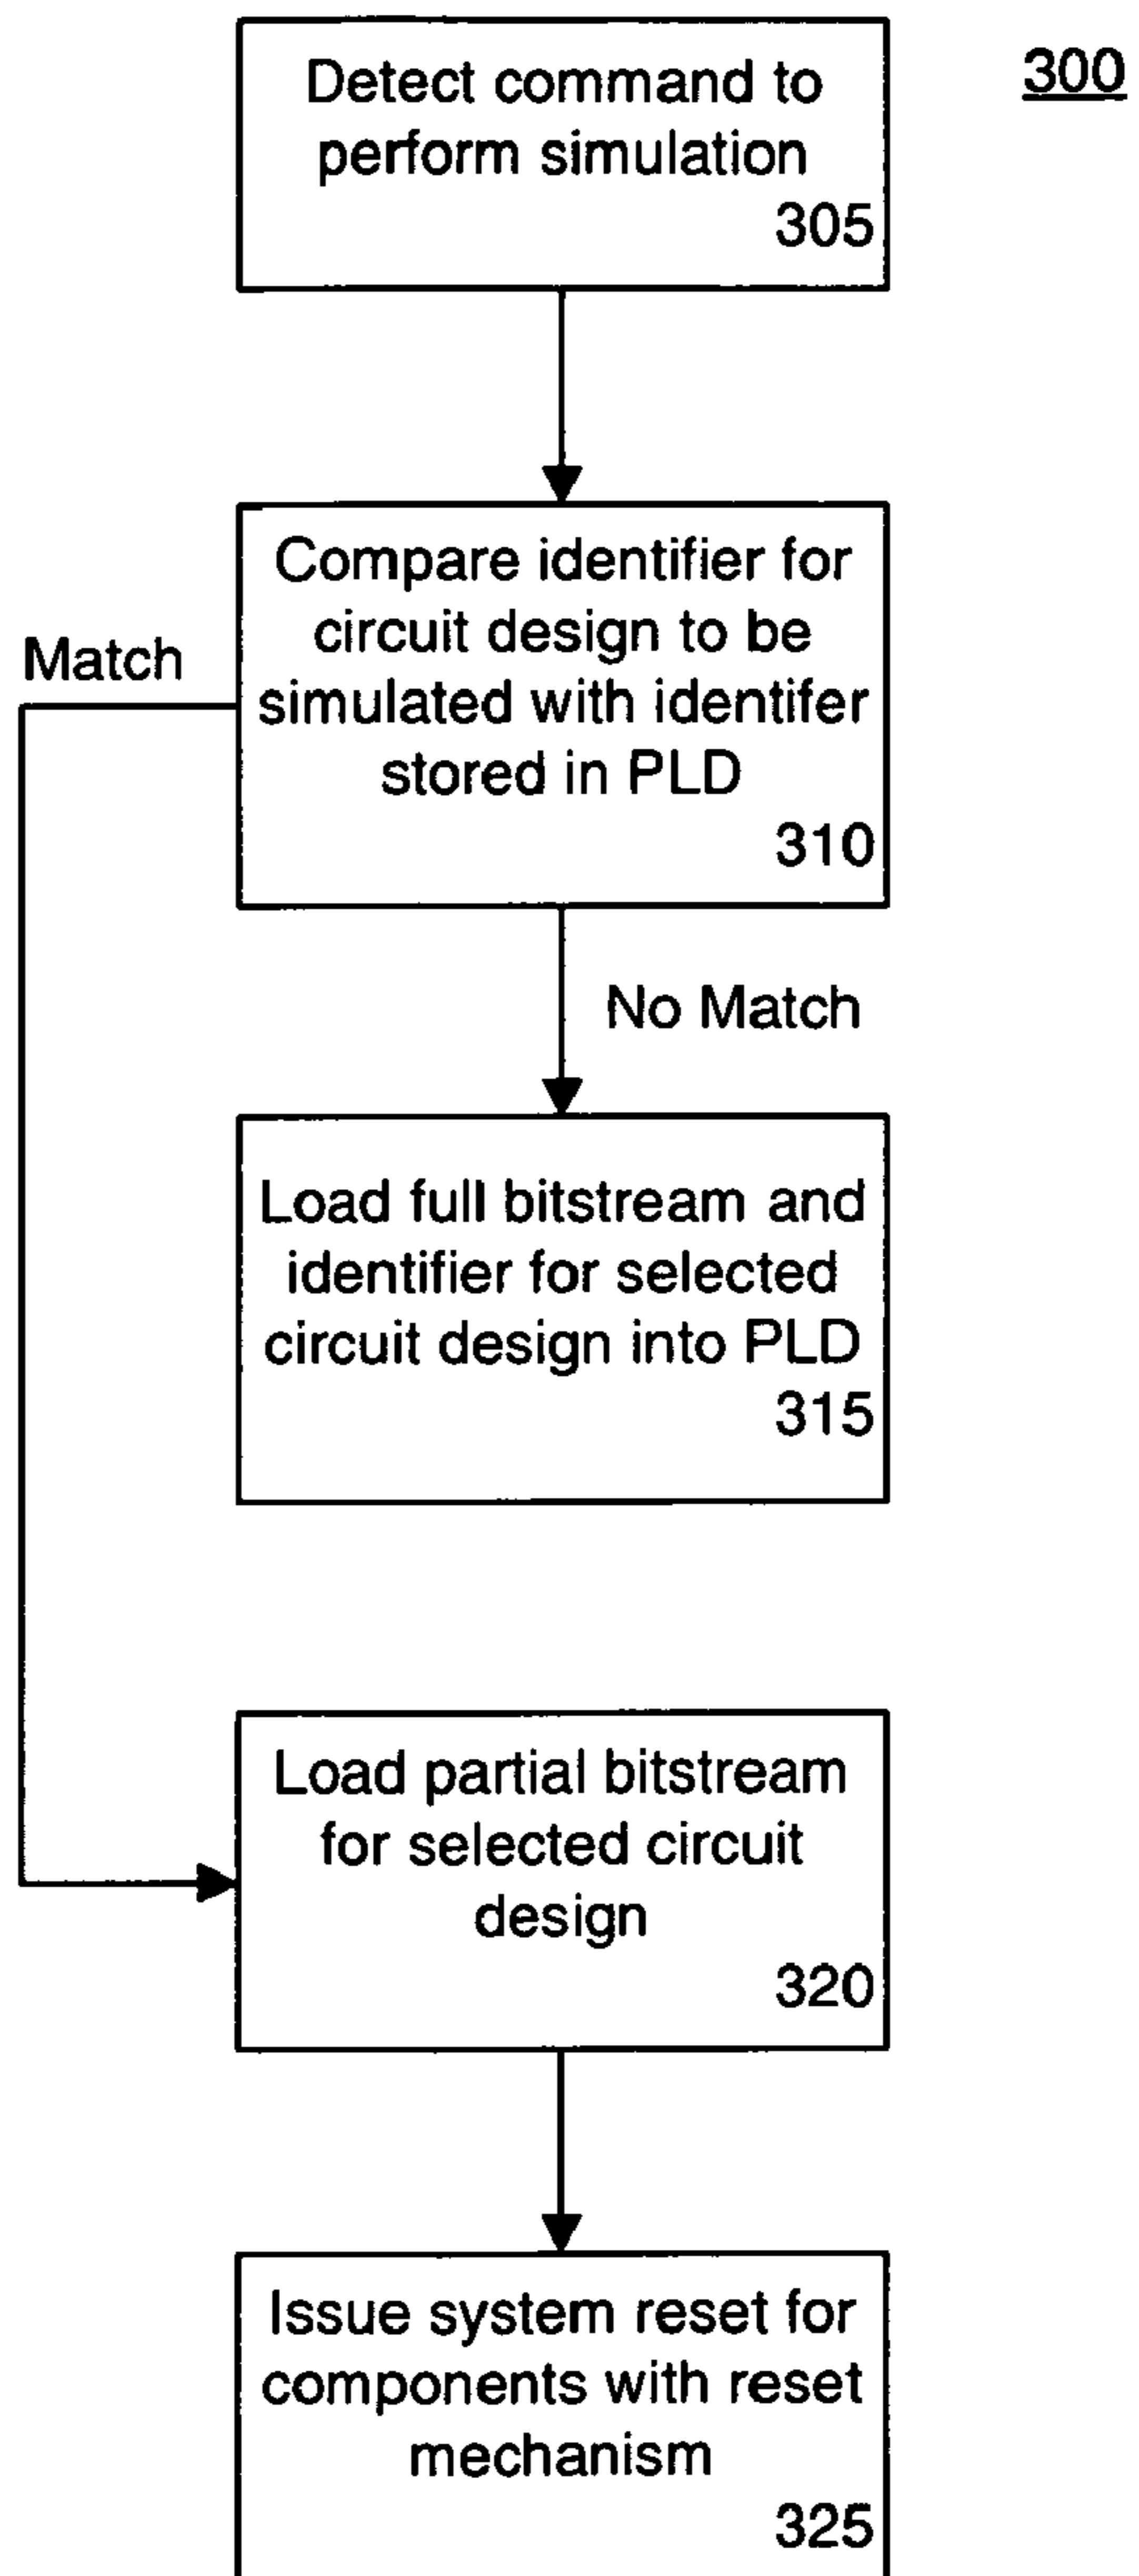 300
Detect command to
perform simulation
305
Compare identifier for
circuit design to be
simulated with identifer
stored in PLD
310
Match
No Match
Load full bitstream and
identifier for selected
circuit design into PLD
315
Load partial bitstream
for selected circuit
design
320
Issue system reset for
components with reset
mechanism
325